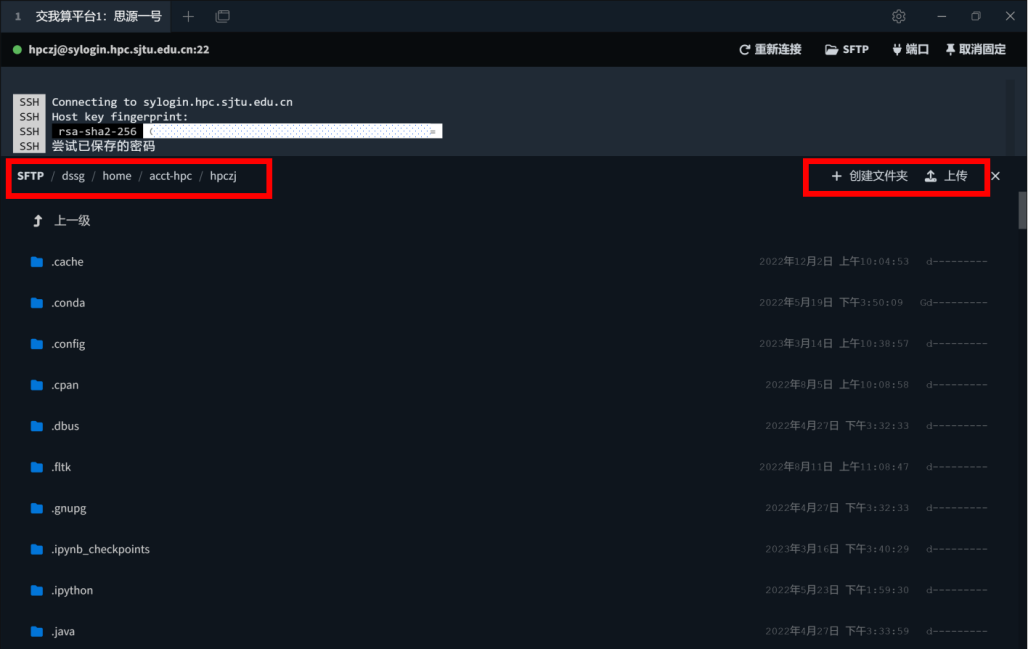 1 交我算平台1：思源一号
hpczj@sylogin.hpc.sjtu.edu.cn:22 重新连接 SFTP 端口 取消固定
SSH Connecting to sylogin.hpc.sjtu.edu.cn
SSH Host key fingerprint:
SSH rsa-sha2-256
SSH 尝试已保存的密码
SFTP / dssg / home / acct-hpc / hpczj + 创建文件夹 上传 ×
上一级
.cache 2022年12月2日 上午10:04:53 d---------
.conda 2022年5月19日 下午3:50:09 Gd---------
.config 2023年3月14日 上午10:38:57 d---------
.cpan 2022年8月5日 上午10:08:58 d---------
.dbus 2022年4月27日 下午3:32:33 d---------
.fltk 2022年8月11日 上午11:08:47 d---------
.gnupg 2022年4月27日 下午3:32:33 d---------
.ipynb_checkpoints 2023年3月16日 下午3:40:29 d---------
.ipython 2022年5月23日 下午1:59:30 d---------
.java 2022年4月27日 下午3:33:59 d---------